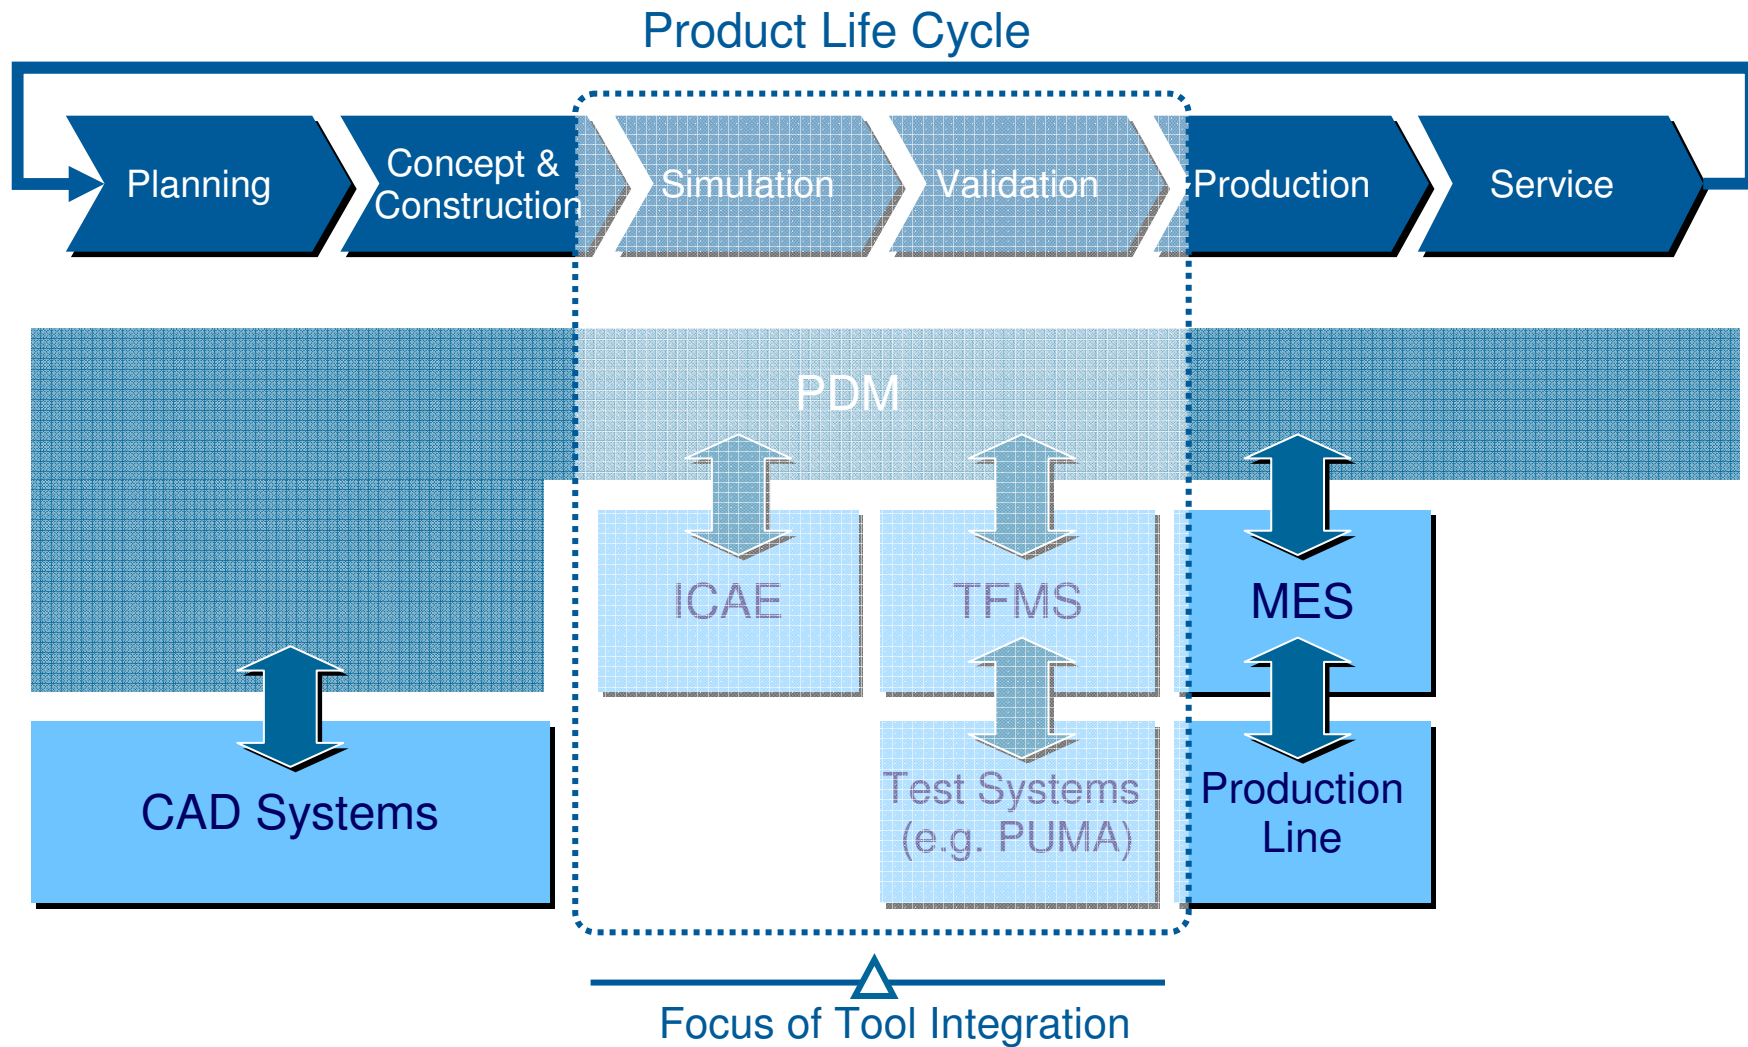 Product Life Cycle
Planning
Concept &
Construction
Simulation
Validation
Production
Service
PDM
ICAE
TFMS
MES
CAD Systems
Test Systems
(e.g. PUMA)
Production
Line
Focus of Tool Integration